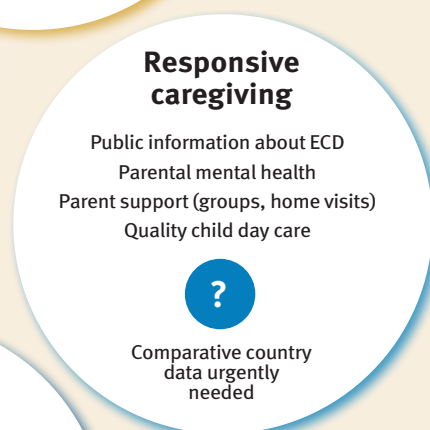 Responsive
caregiving
Public information about ECD
Parental mental health
Parent support (groups, home visits)
Quality child day care
?
Comparative country
data urgently
needed